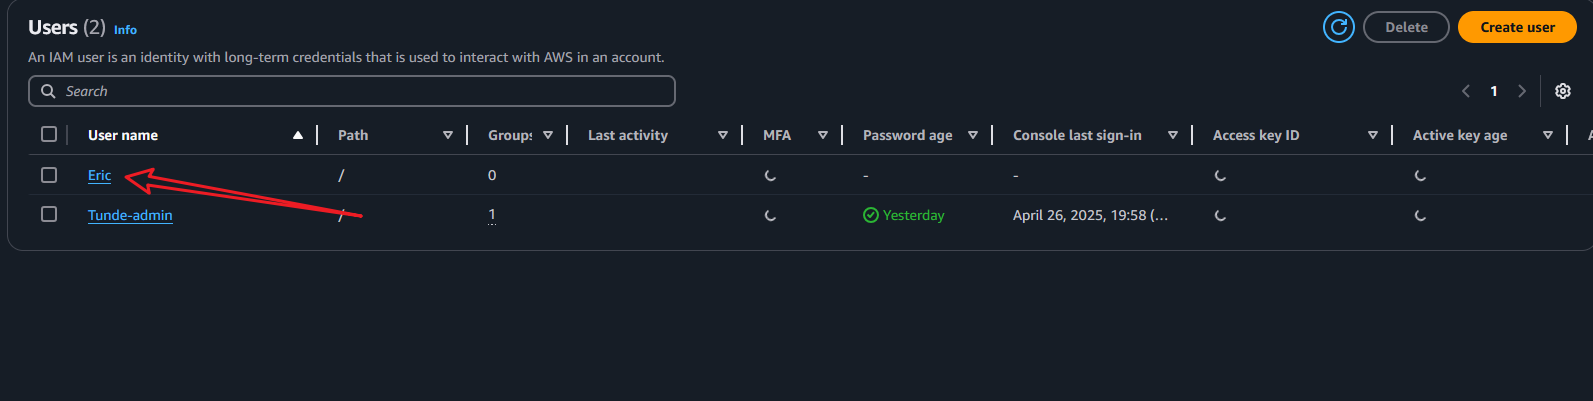 Users (2) Info
Delete
Create user
An IAM user is an identity with long-term credentials that is used to interact with AWS in an account.
Search
1
User name Path Groups Last activity MFA Password age Console last sign-in Access key ID Active key age
Eric / 0 - -
Tunde-admin / 1 Yesterday April 26, 2025, 19:58 (...